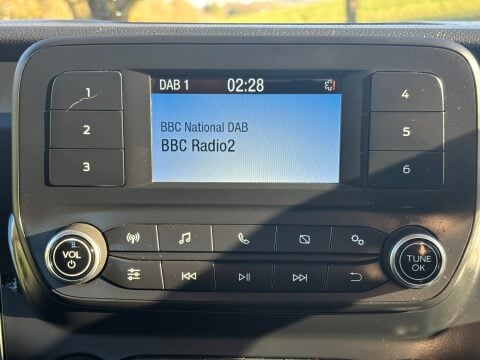 DAB 1 02:28
BBC National DAB
BBC Radio2
1
2
3
4
5
6
VOL
TUNE
OK